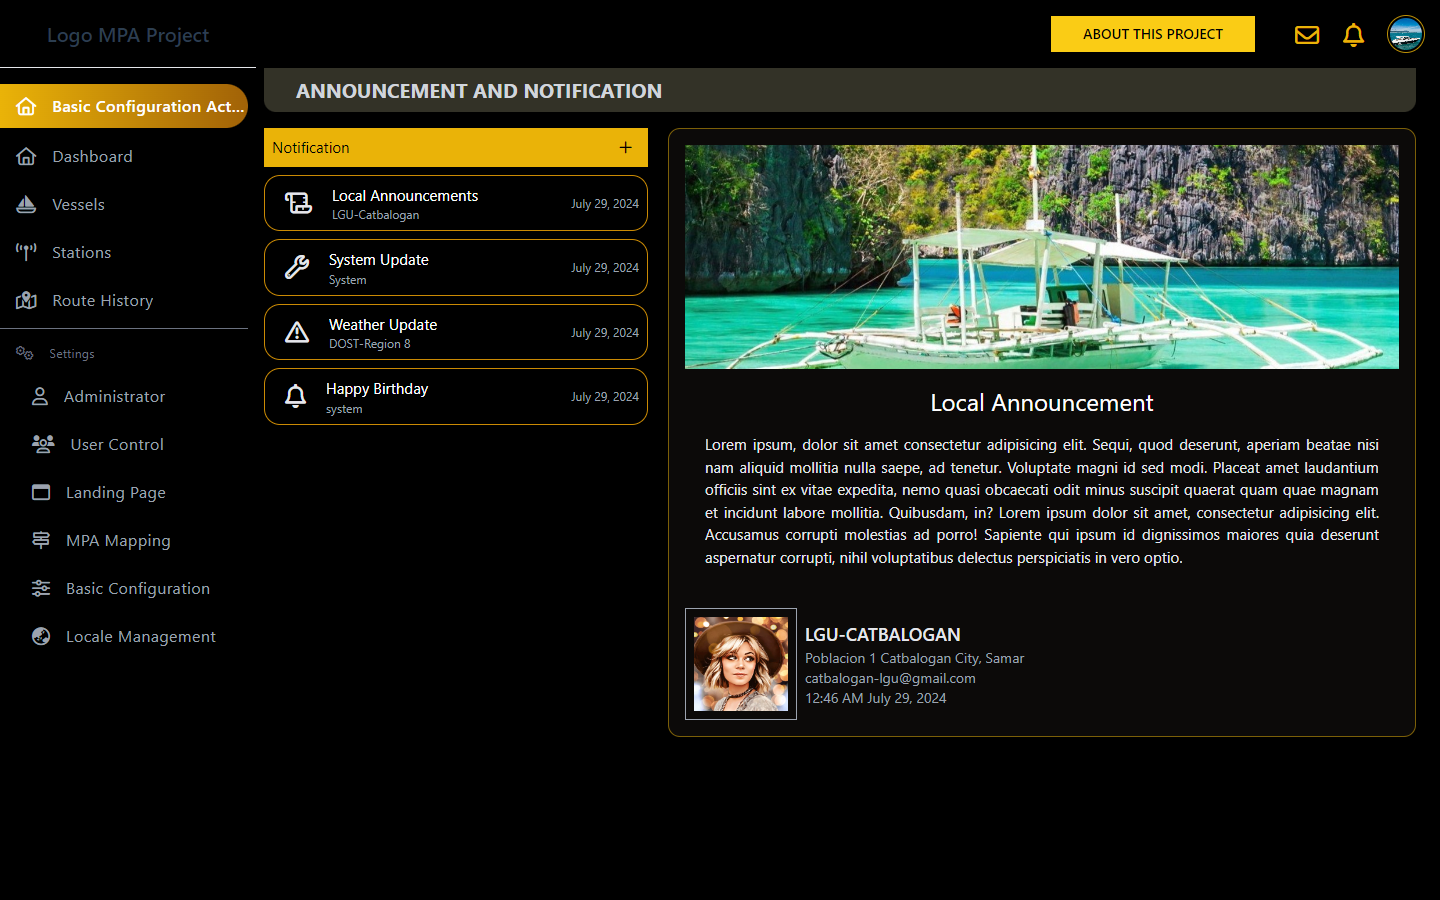 Logo MPA Project
ABOUT THIS PROJECT
Basic Configuration Act...
Dashboard
Vessels
Stations
Route History
Settings
Administrator
User Control
Landing Page
MPA Mapping
Basic Configuration
Locale Management
ANNOUNCEMENT AND NOTIFICATION
Notification
Local Announcements
LGU-Catbalogan
July 29, 2024
System Update
System
July 29, 2024
Weather Update
DOST-Region 8
July 29, 2024
Happy Birthday
system
July 29, 2024
Local Announcement
Lorem ipsum, dolor sit amet consectetur adipisicing elit. Sequi, quod deserunt, aperiam beatae nisi
nam aliquid mollitia nulla saepe, ad tenetur. Voluptate magni id sed modi. Placeat amet laudantium
officiis sint ex vitae expedita, nemo quasi obcaecati odit minus suscipit quaerat quam quae magnam
et incidunt labore mollitia. Quibusdam, in? Lorem ipsum dolor sit amet, consectetur adipisicing elit.
Accusamus corrupti molestias ad porro! Sapiente qui ipsum id dignissimos maiores quia deserunt
aspernatur corrupti, nihil voluptatibus delectus perspiciatis in vero optio.
LGU-CATBALOGAN
Poblacion 1 Catbalogan City, Samar
catbalogan-lgu@gmail.com
12:46 AM July 29, 2024